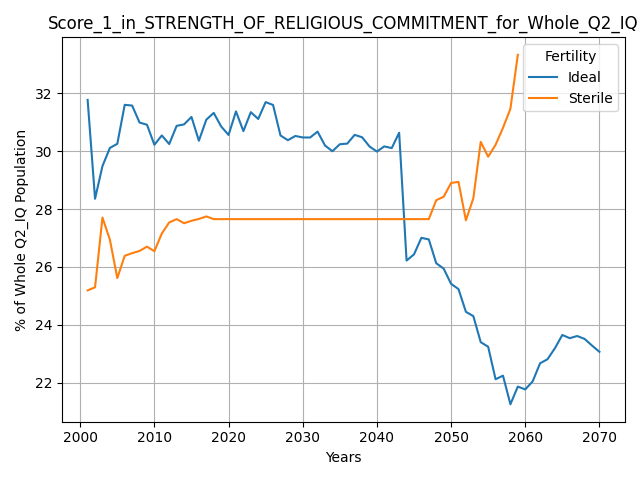 Score_1_in_STRENGTH_OF_RELIGIOUS_COMMITMENT_for_Whole_Q2_IQ
Fertility
Ideal
Sterile
% of Whole Q2_IQ Population
32
30
28
26
24
22
2000 2010 2020 2030 2040 2050 2060 2070
Years